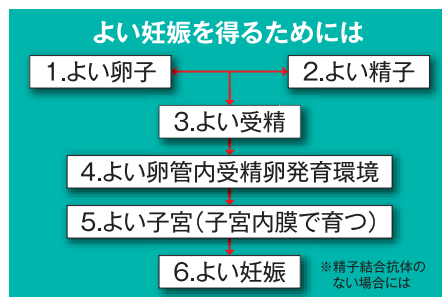 よい妊娠を得るためには
1.よい卵子
2.よい精子
3.よい受精
4.よい卵管内受精卵発育環境
5.よい子宮(子宮内膜で育つ)
6.よい妊娠
※精子結合抗体の
ない場合には